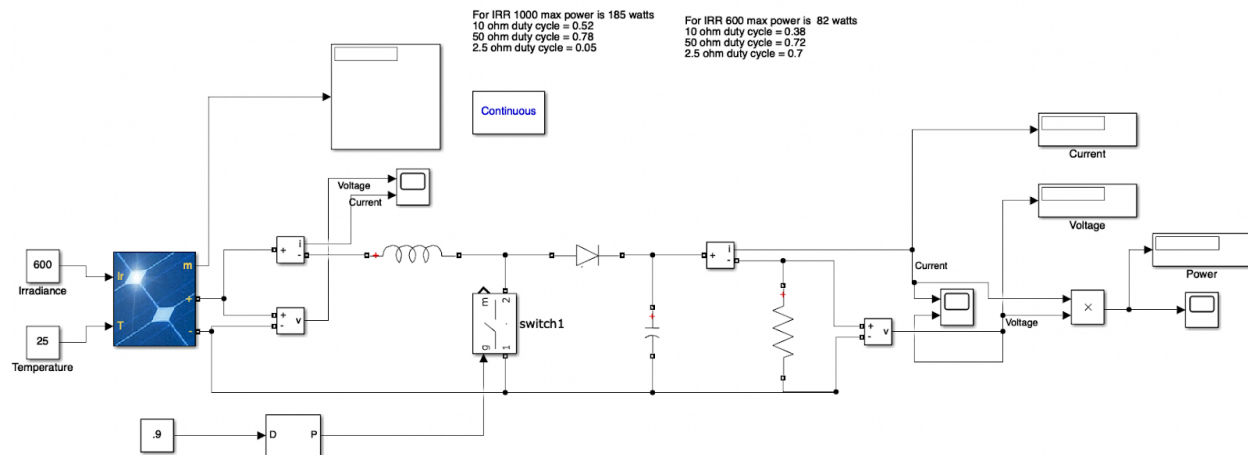 For IRR 1000 max power is 185 watts
10 ohm duty cycle = 0.52
50 ohm duty cycle = 0.78
2.5 ohm duty cycle = 0.05
For IRR 600 max power is  82 watts
10 ohm duty cycle = 0.38
50 ohm duty cycle = 0.72
2.5 ohm duty cycle = 0.7
Continuous
Current
Voltage
Current
Voltage
600
Irradiance
Ir
m
T
+
-
25
Temperature
+
-
i
+
-
v
m
2
g
1
switch1
+
-
i
Current
Voltage
+
-
v
×
Power
.9
D
P